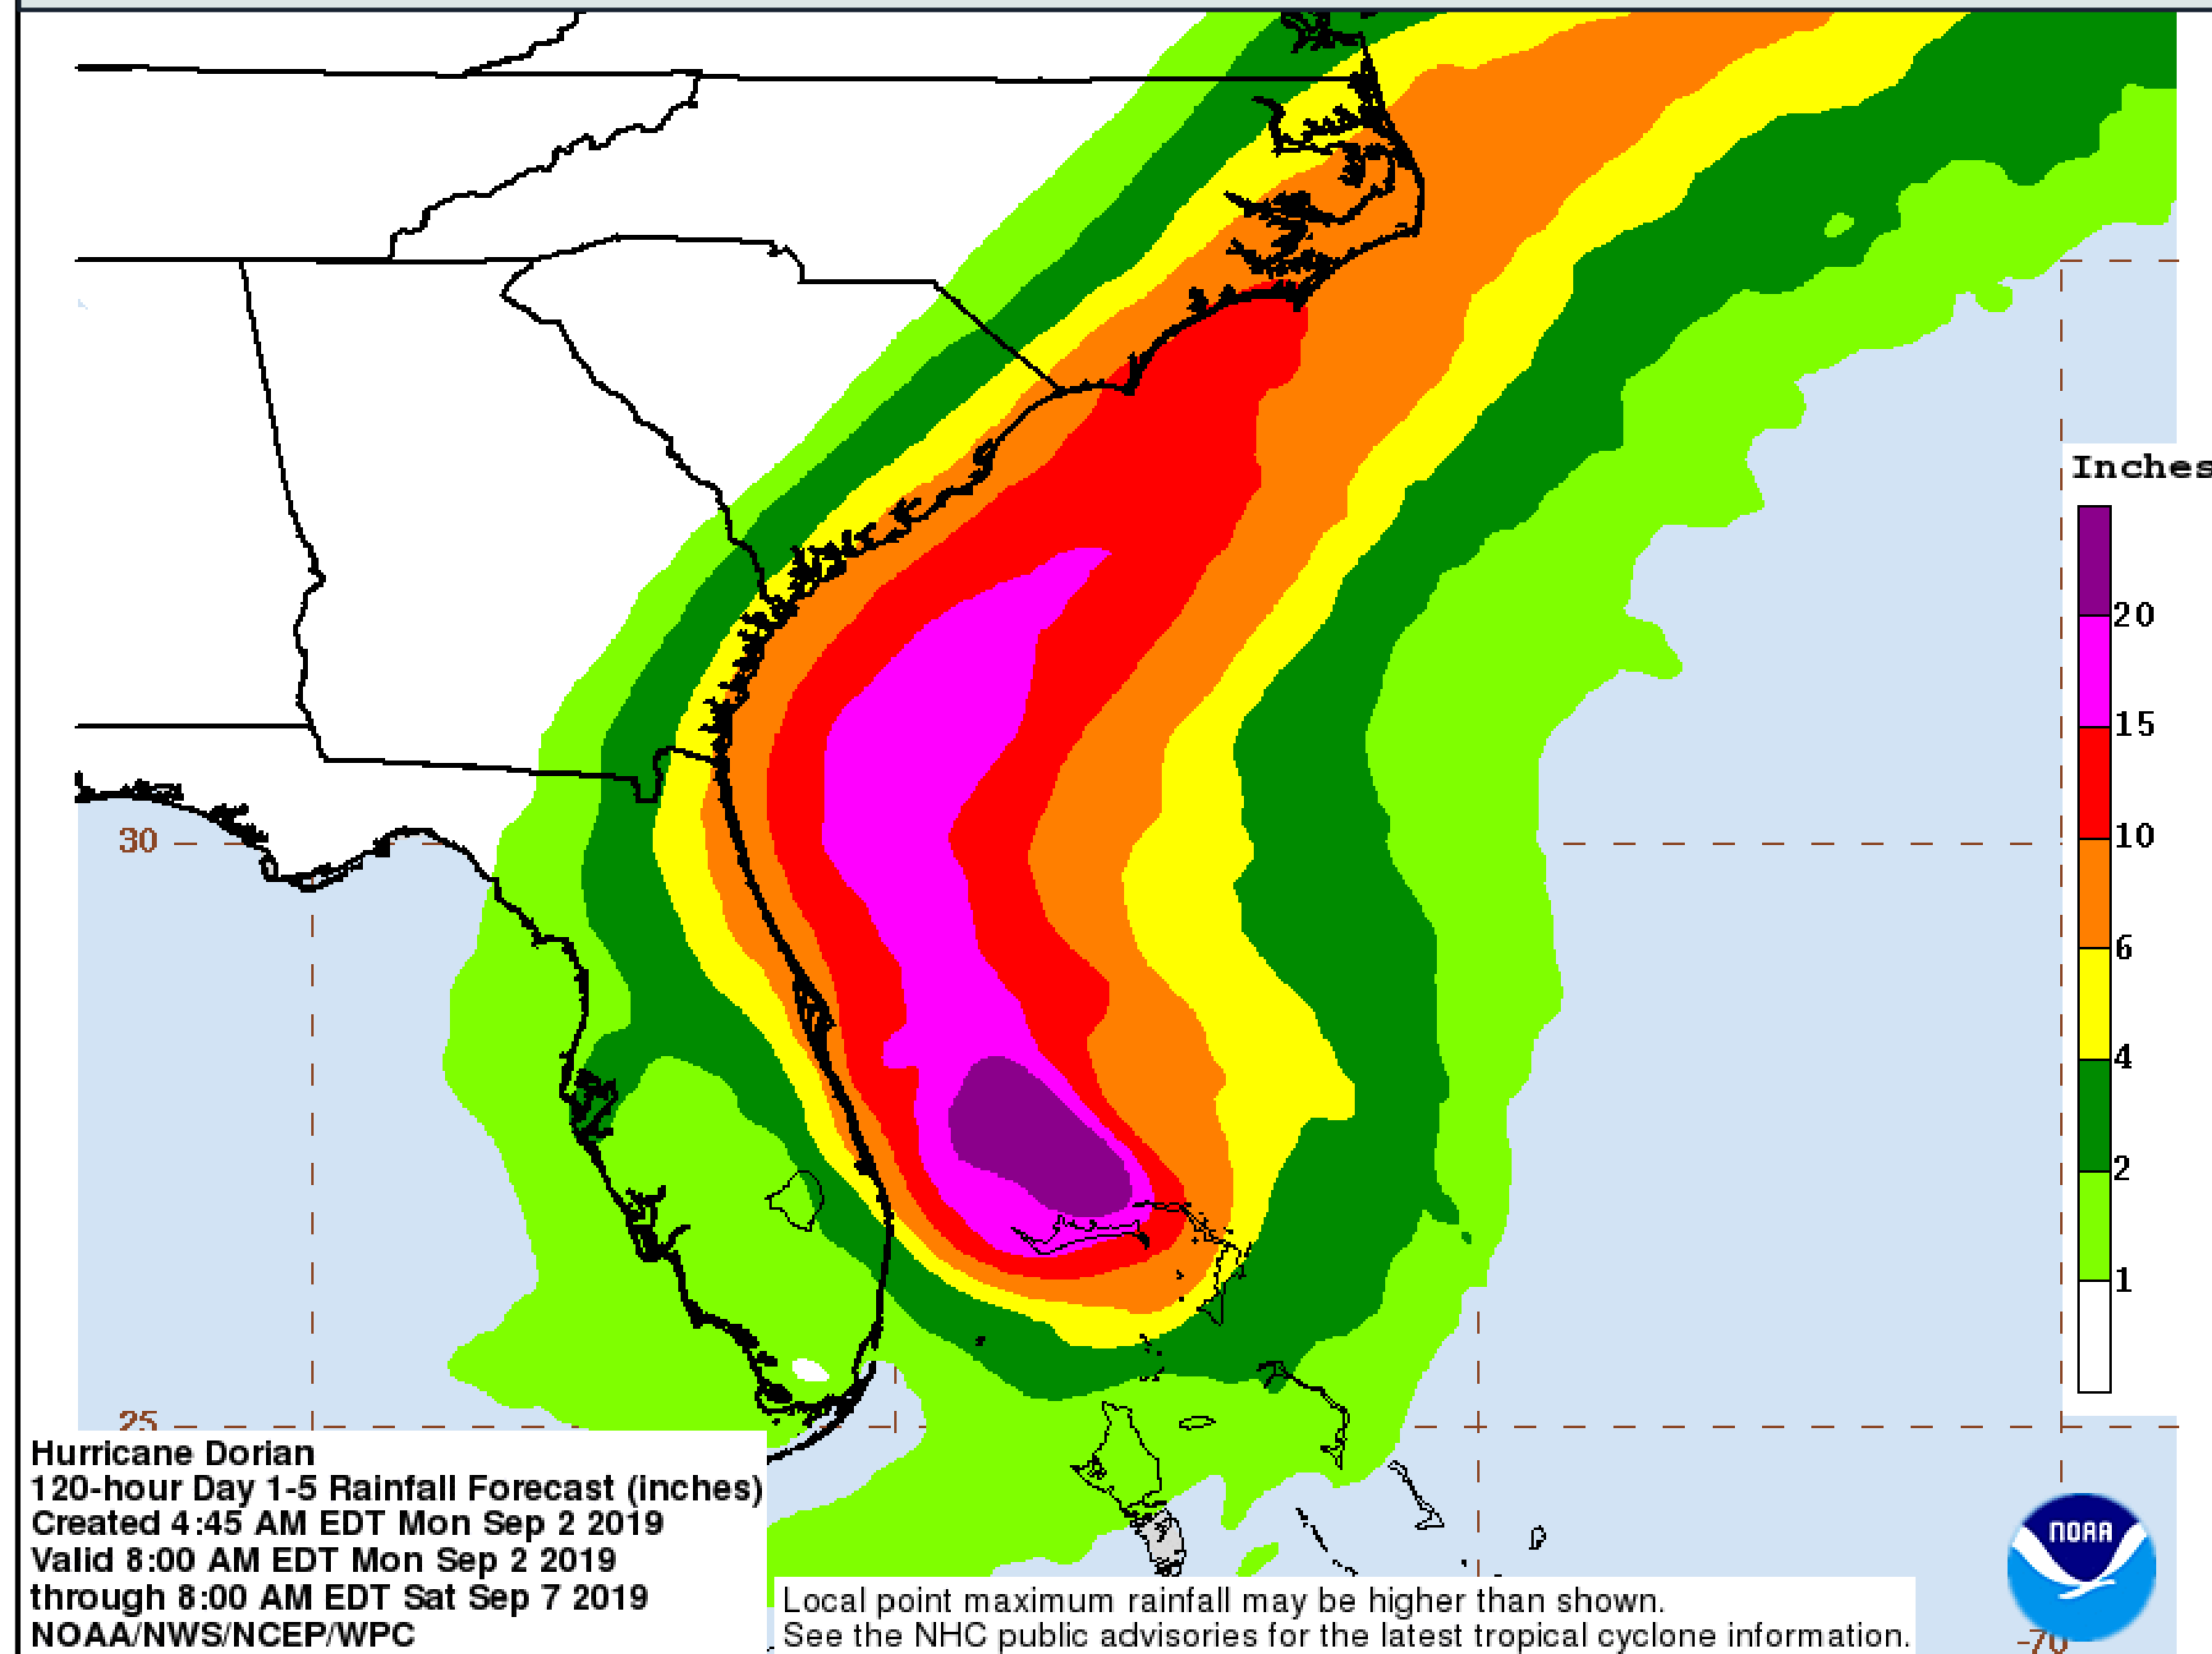 Inches
20
15
10
6
4
2
1
30
25
Hurricane Dorian
120-hour Day 1-5 Rainfall Forecast (inches)
Created 4:45 AM EDT Mon Sep 2 2019
Valid 8:00 AM EDT Mon Sep 2 2019
through 8:00 AM EDT Sat Sep 7 2019
NOAA/NWS/NCEP/WPC
Local point maximum rainfall may be higher than shown.
See the NHC public advisories for the latest tropical cyclone information.
NOAA
-70